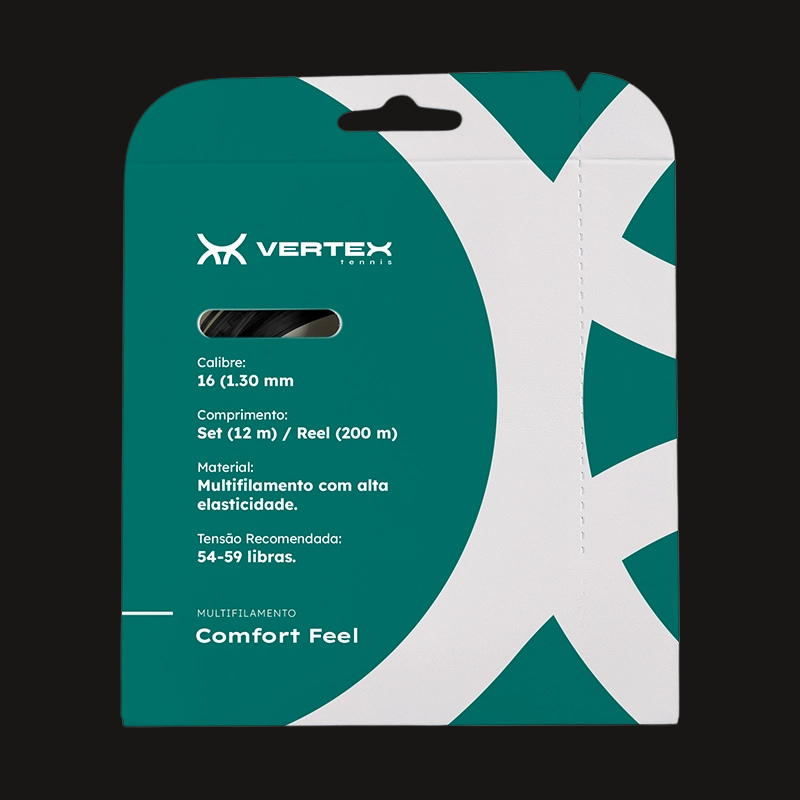 VERTEX
tennis
Calibre:
16 (1.30 mm
Comprimento:
Set (12 m) / Reel (200 m)
Material:
Multifilamento com alta
elasticidade.
Tensão Recomendada:
54-59 libras.
MULTIFILAMENTO
Comfort Feel